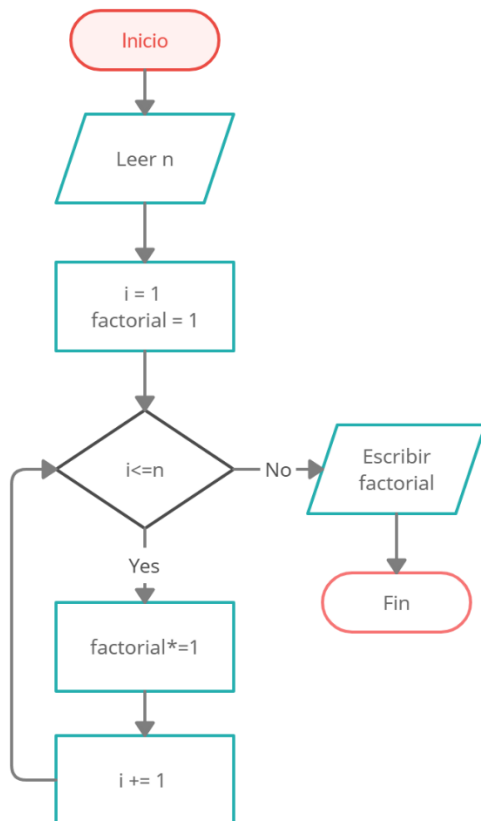 Inicio
Leer n
i = 1
factorial = 1
i<=n
No
Escribir
factorial
Yes
Fin
factorial*=1
i += 1